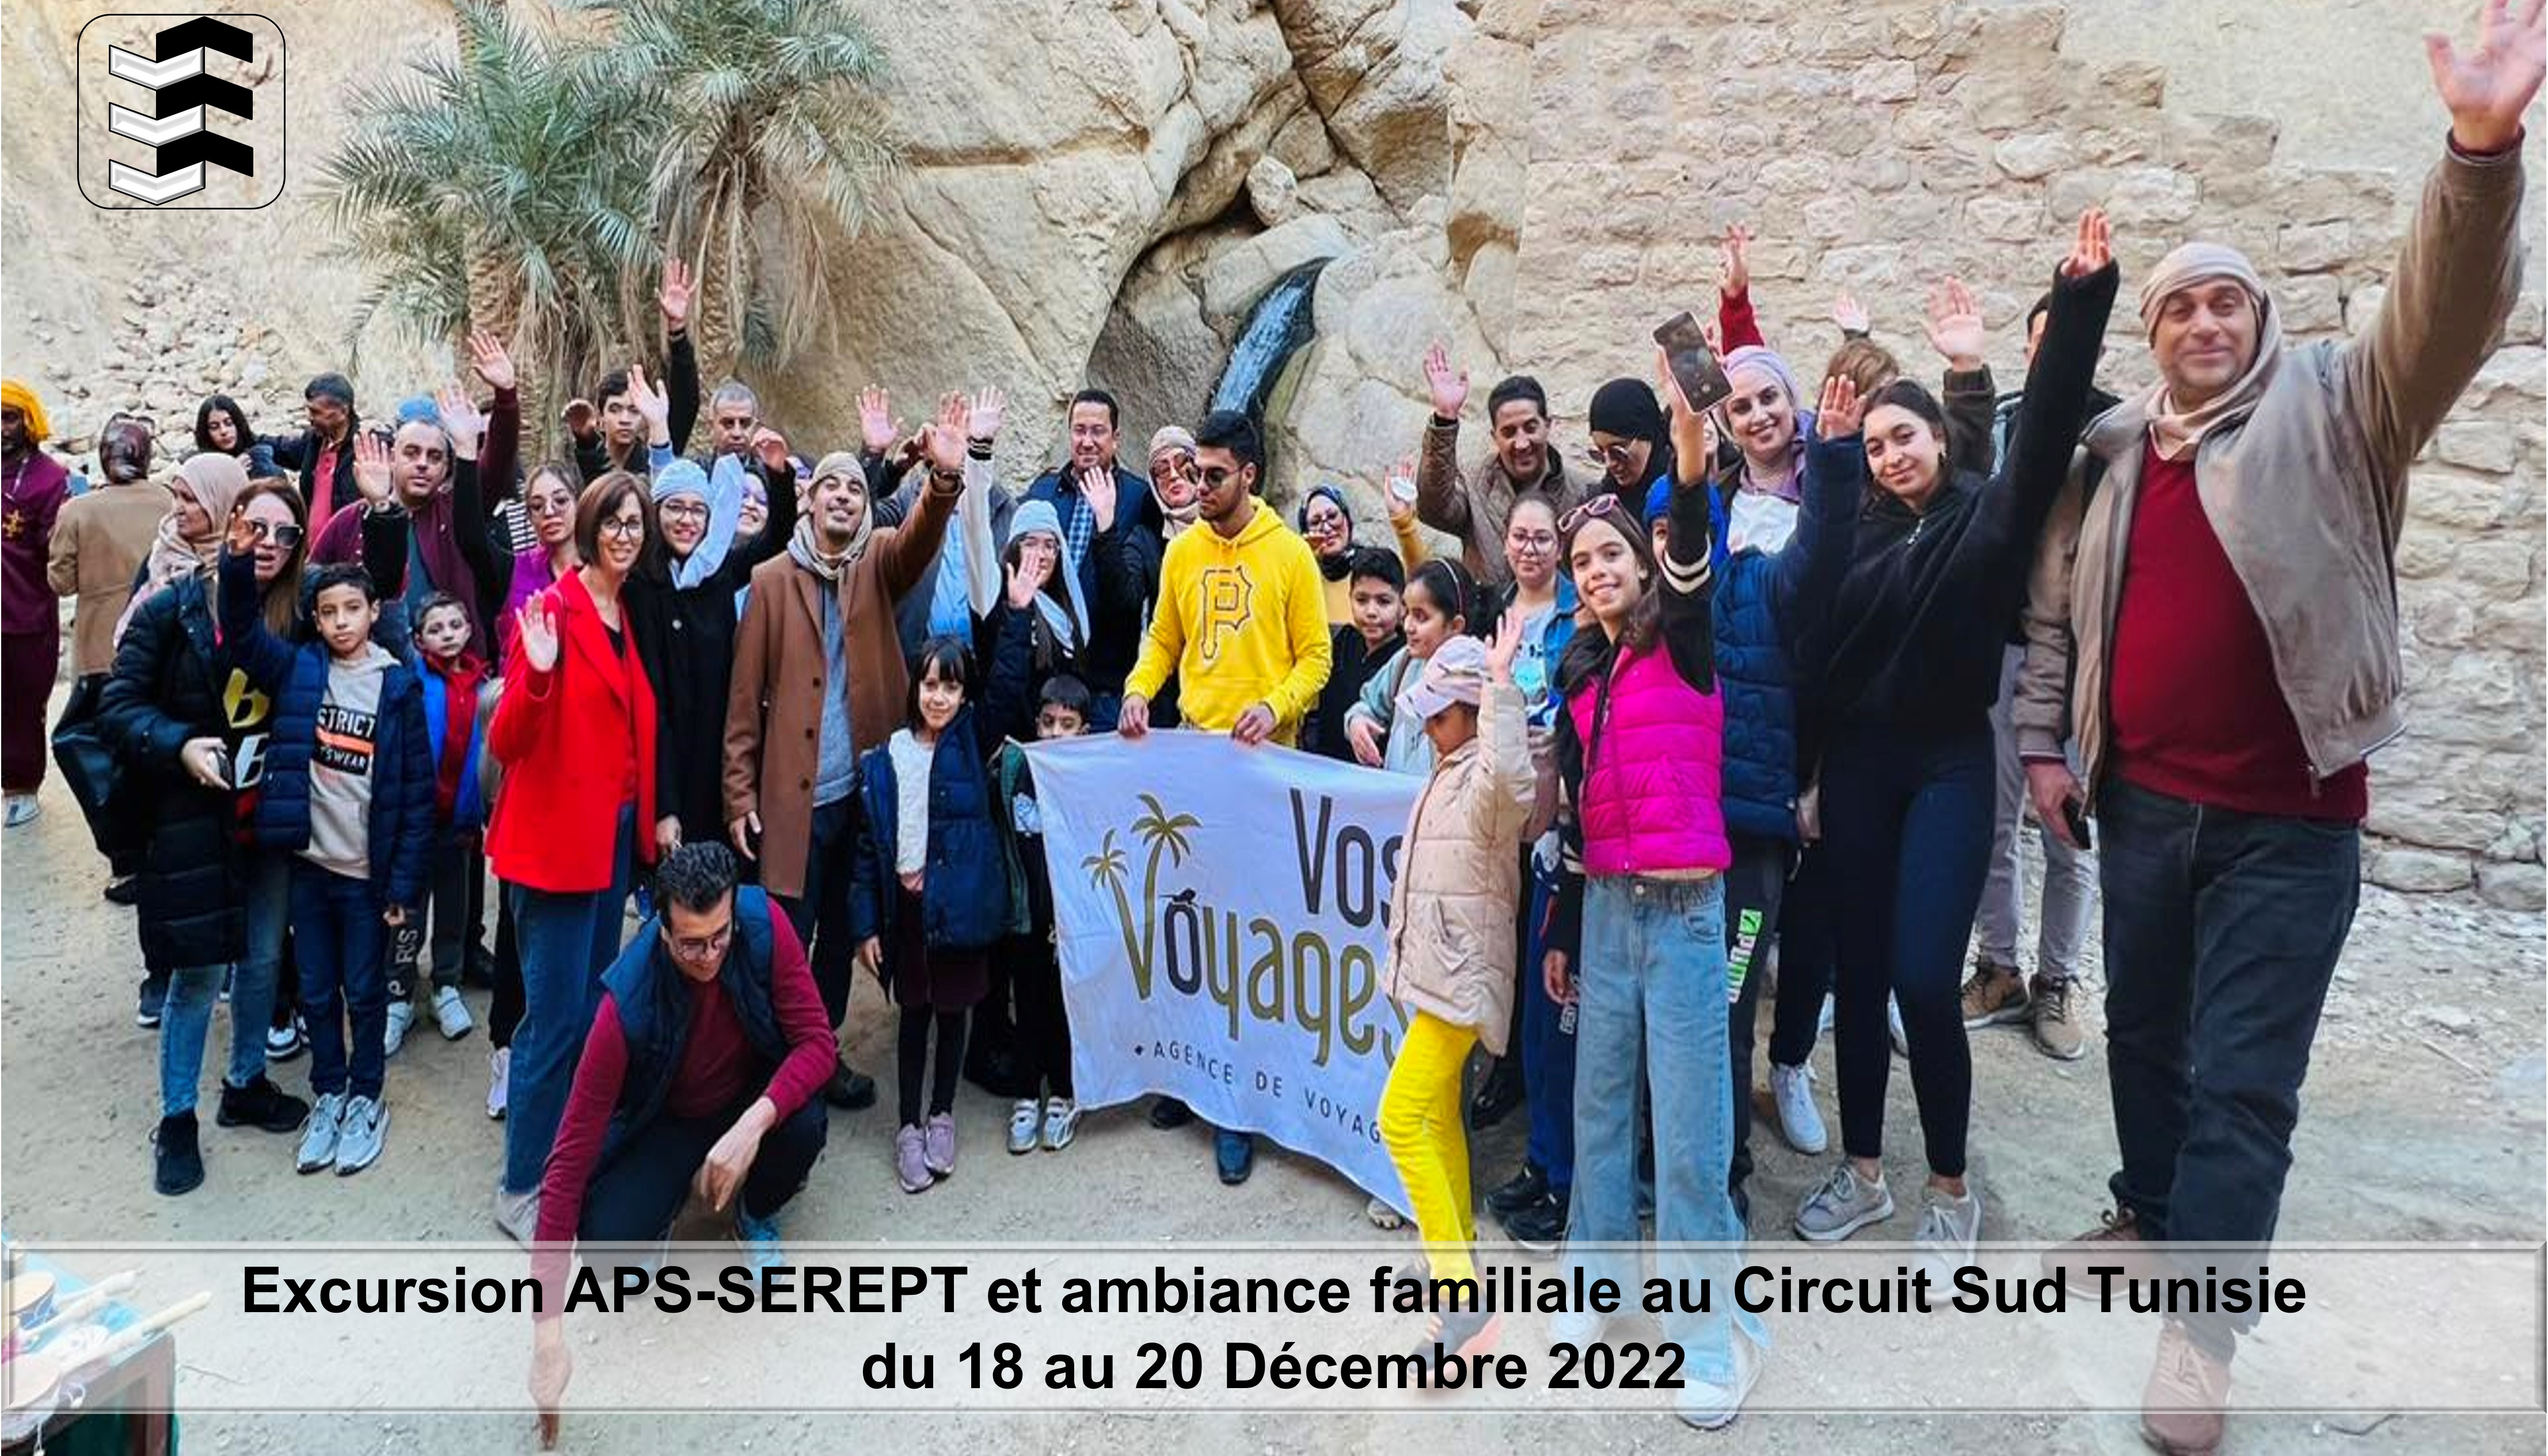 P
STRICT
SWEAR
Vos
Voyages
AGENCE DE VOYAG
Excursion APS-SEREPT et ambiance familiale au Circuit Sud Tunisie
du 18 au 20 Décembre 2022